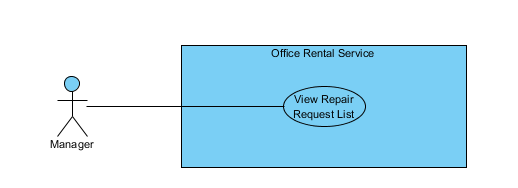 Office Rental Service
View Repair
Request List
Manager